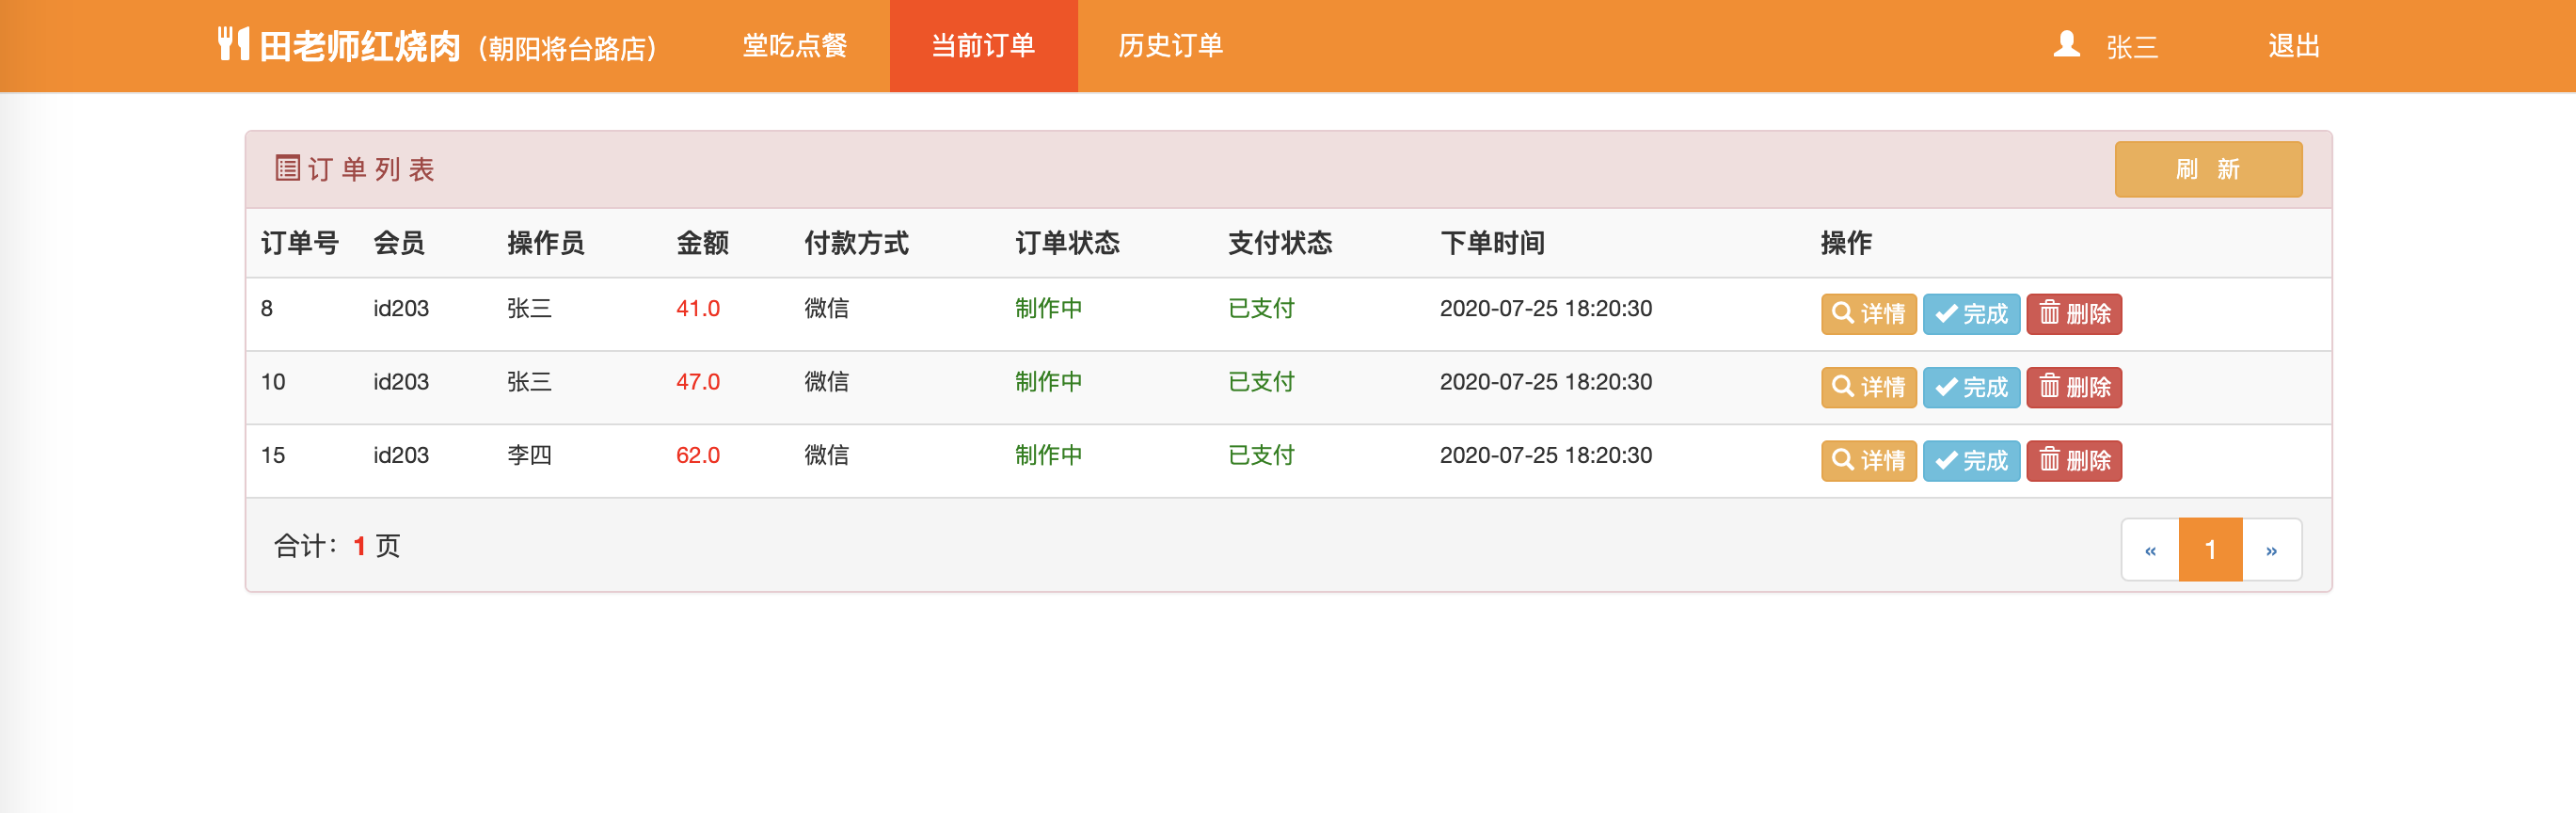 田老师红烧肉（朝阳将台路店） 堂吃点餐 当前订单 历史订单 张三 退出
订 单 列 表 刷 新
订单号 会员 操作员 金额 付款方式 订单状态 支付状态 下单时间 操作
8 id203 张三 41.0 微信 制作中 已支付 2020-07-25 18:20:30 详情 完成 删除
10 id203 张三 47.0 微信 制作中 已支付 2020-07-25 18:20:30 详情 完成 删除
15 id203 李四 62.0 微信 制作中 已支付 2020-07-25 18:20:30 详情 完成 删除
合计：1 页 « 1 »